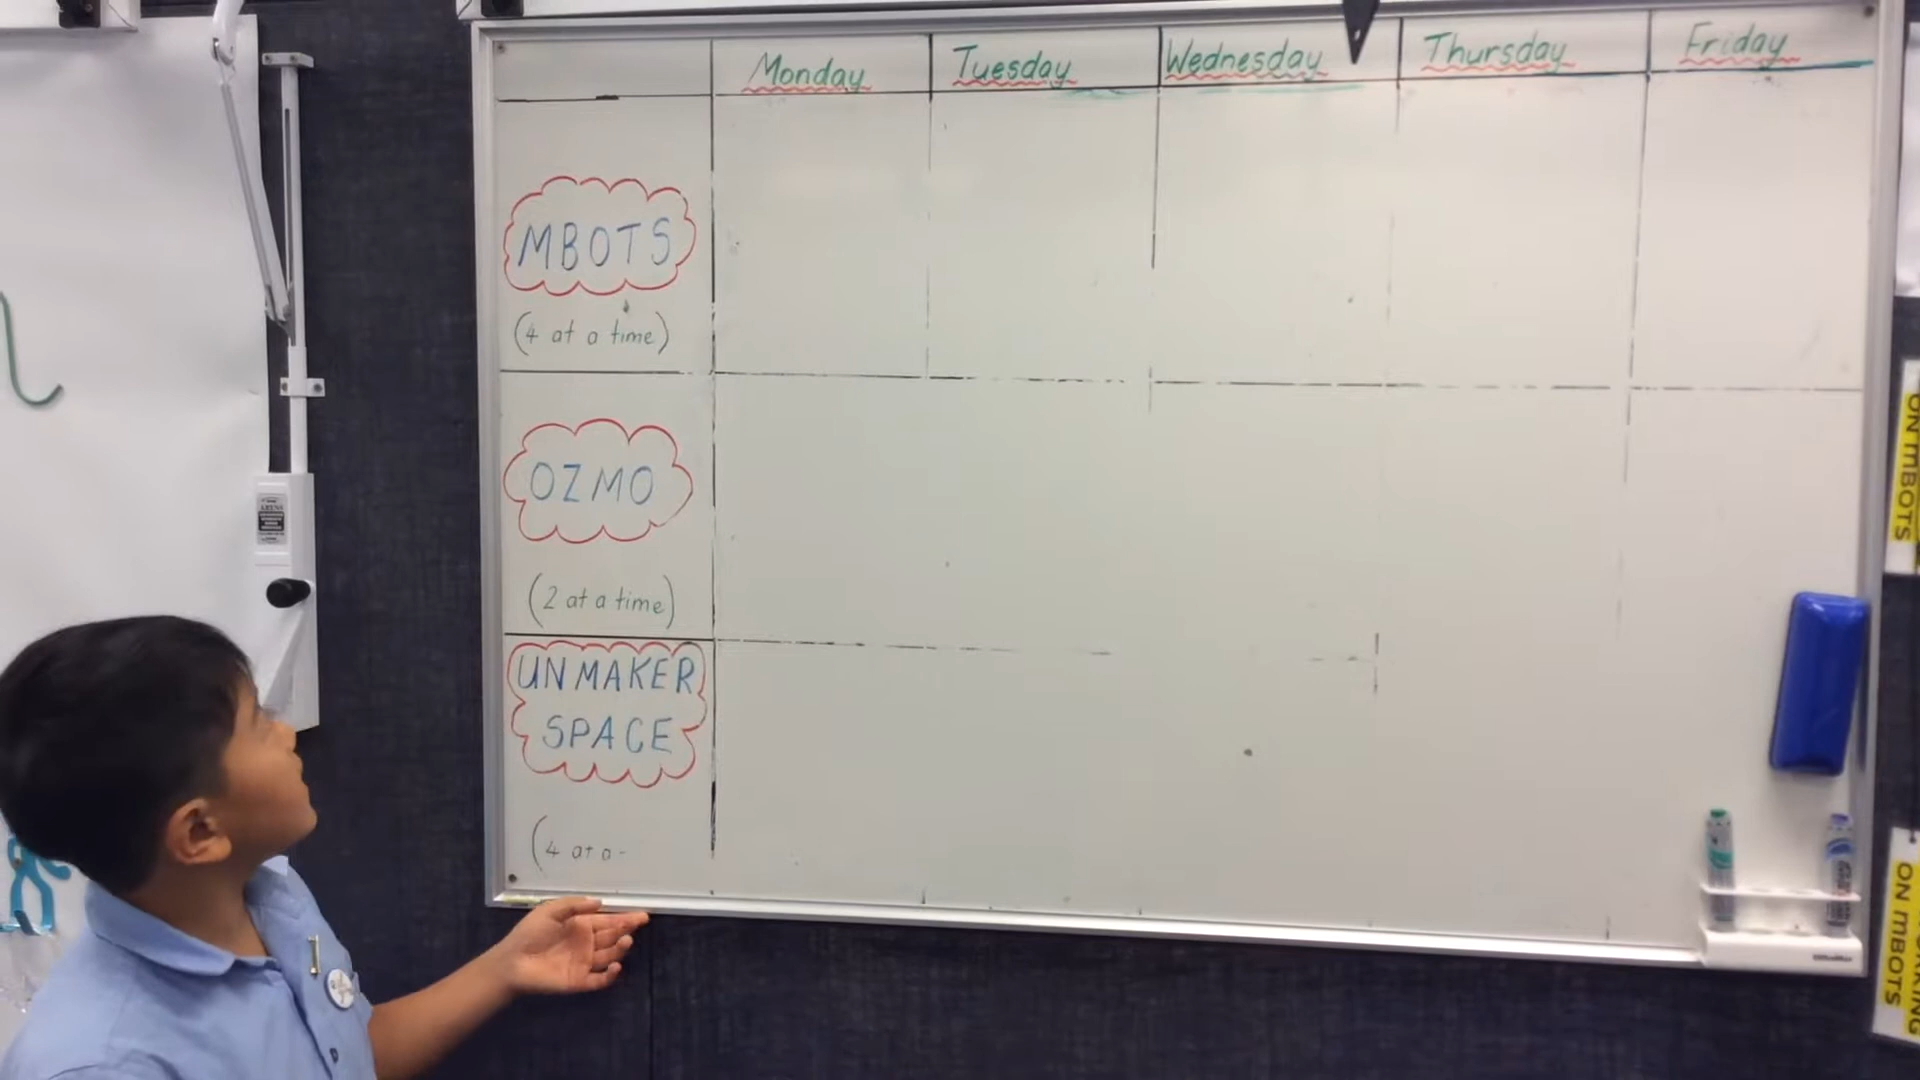 Monday Tuesday Wednesday Thursday Friday
MBOTS
(4 at a time)
OZMO
(2 at a time)
UNMAKER
SPACE
(4 at a
ON MBOTS
ON MBOTS